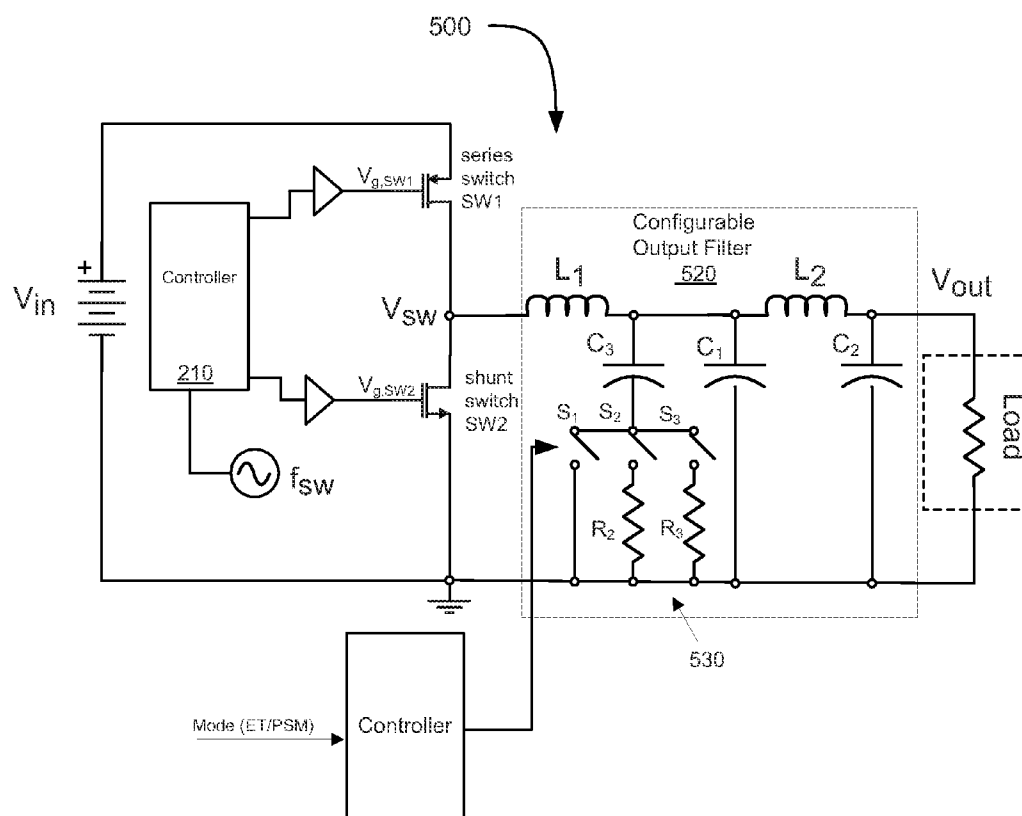 500
series
switch
SW1
Vg,SW1
Controller
210
+
Vin
Configurable
Output Filter
520
L1
L2
Vout
VSW
C3
C1
C2
shunt
switch
SW2
Vg,SW2
S1
S2
S3
Load
fSW
R2
R3
530
Mode (ET/PSM)
Controller